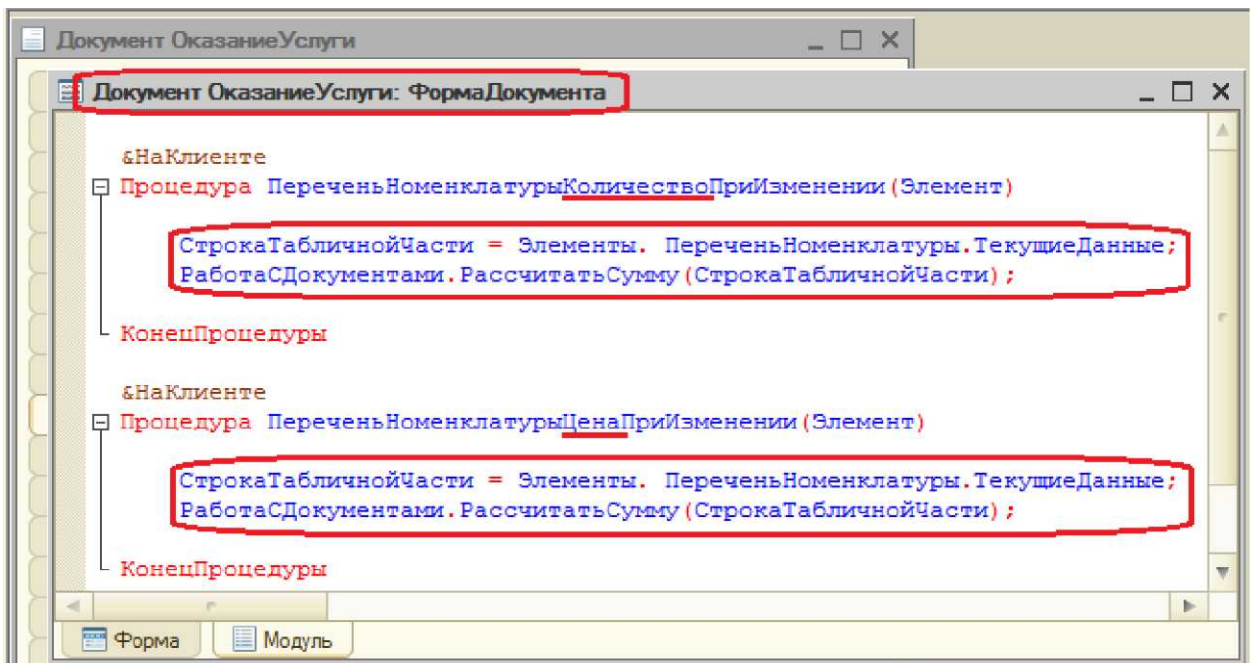 Документ ОказаниеУслуги
Документ ОказаниеУслуги: ФормаДокумента
&НаКлиенте
Процедура ПереченьНоменклатурыКоличествоПриИзменении(Элемент)
СтрокаТабличнойЧасти = Элементы. ПереченьНоменклатуры.ТекущиеДанные;
РаботаСДокументами.РассчитатьСумму(СтрокаТабличнойЧасти);
КонецПроцедуры
&НаКлиенте
Процедура ПереченьНоменклатурыЦенаПриИзменении(Элемент)
СтрокаТабличнойЧасти = Элементы. ПереченьНоменклатуры.ТекущиеДанные;
РаботаСДокументами.РассчитатьСумму(СтрокаТабличнойЧасти);
КонецПроцедуры
Форма Модуль